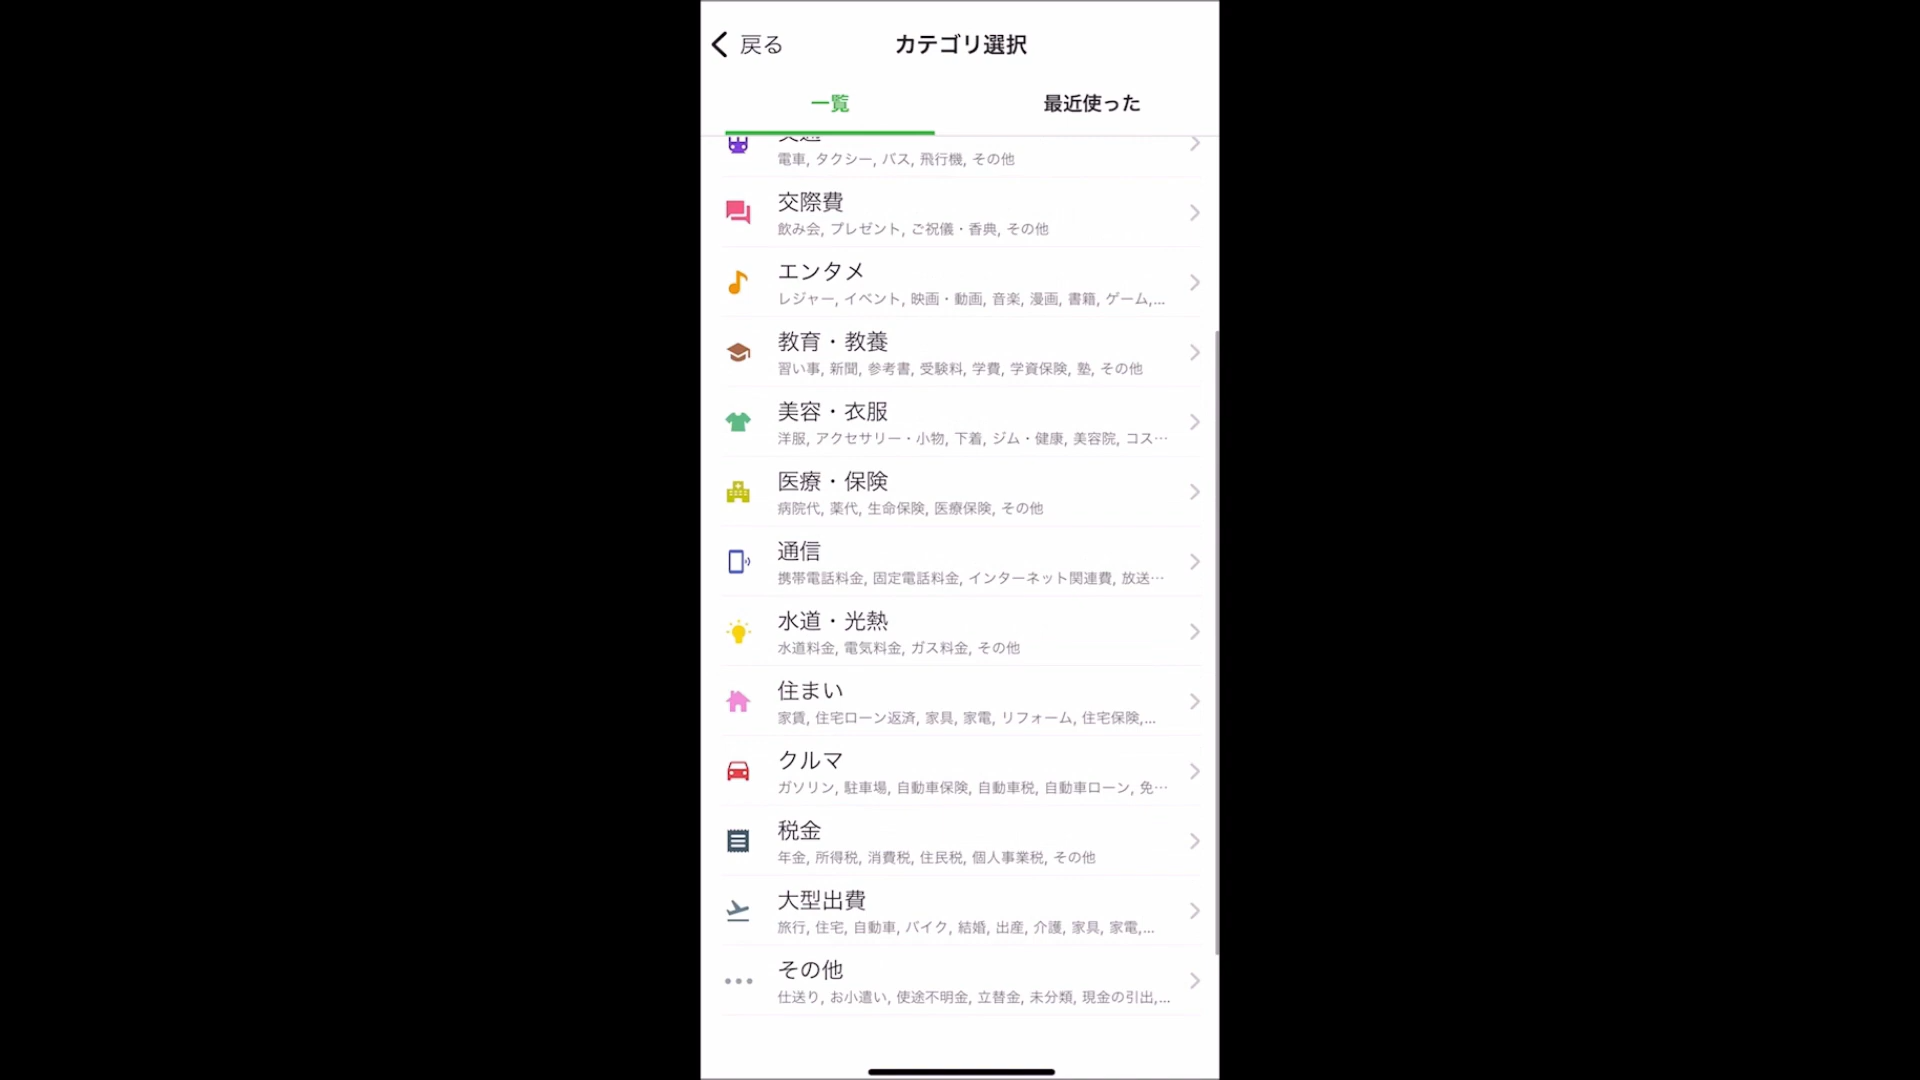 戻る
カテゴリ選択
一覧
最近使った
交通
電車, タクシー, バス, 飛行機, その他
交際費
飲み会, プレゼント, ご祝儀・香典, その他
エンタメ
レジャー, イベント, 映画・動画, 音楽, 漫画, 書籍, ゲーム,...
教育・教養
習い事, 新聞, 参考書, 受験料, 学費, 学資保険, 塾, その他
美容・衣服
洋服, アクセサリー・小物, 下着, ジム・健康, 美容院, コス…
医療・保険
病院代, 薬代, 生命保険, 医療保険, その他
通信
携帯電話料金, 固定電話料金, インターネット関連費, 放送…
水道・光熱
水道料金, 電気料金, ガス料金, その他
住まい
家賃, 住宅ローン返済, 家具, 家電, リフォーム, 住宅保険,...
クルマ
ガソリン, 駐車場, 自動車保険, 自動車税, 自動車ローン, 免…
税金
年金, 所得税, 消費税, 住民税, 個人事業税, その他
大型出費
旅行, 住宅, 自動車, バイク, 結婚, 出産, 介護, 家具, 家電,...
その他
仕送り, お小遣い, 使途不明金, 立替金, 未分類, 現金の引出,...